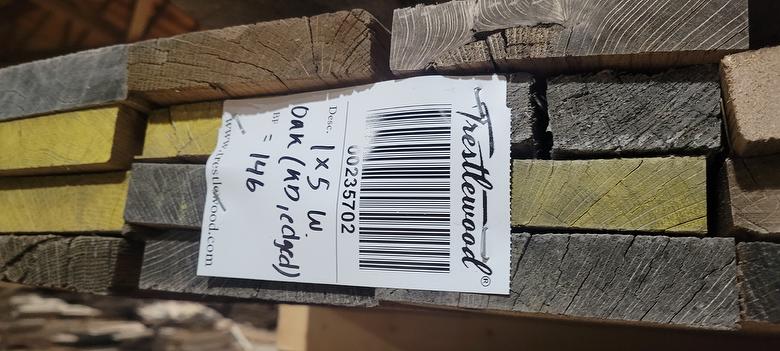 Trestlewood®
00235702
Desc. 1 x 5 W
Oak (ND, edged)
BF = 146
www.trestlewood.com